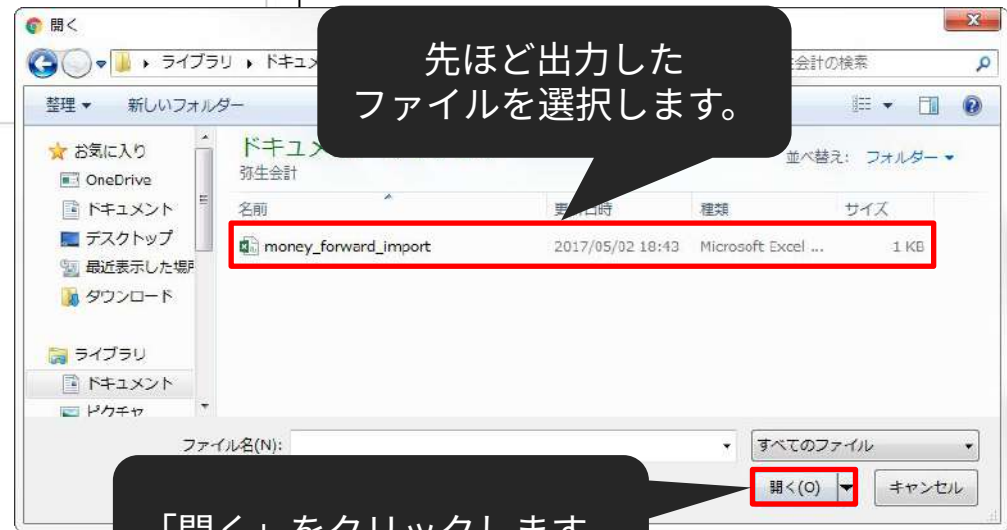 開く
ライブラリ ▸ ドキュメ
会計の検索
先ほど出力した
ファイルを選択します。
整理
新しいフォルダー
お気に入り
OneDrive
ドキュメント
デスクトップ
最近表示した場所
ダウンロード
ライブラリ
ドキュメント
ピクチャ
ドキュメ
弥生会計
並べ替え: フォルダー
名前
更新日時
種類
サイズ
money_forward_import
2017/05/02 18:43
Microsoft Excel ...
1 KB
ファイル名(N):
すべてのファイル
開く(O)
キャンセル
「開く」をクリックします